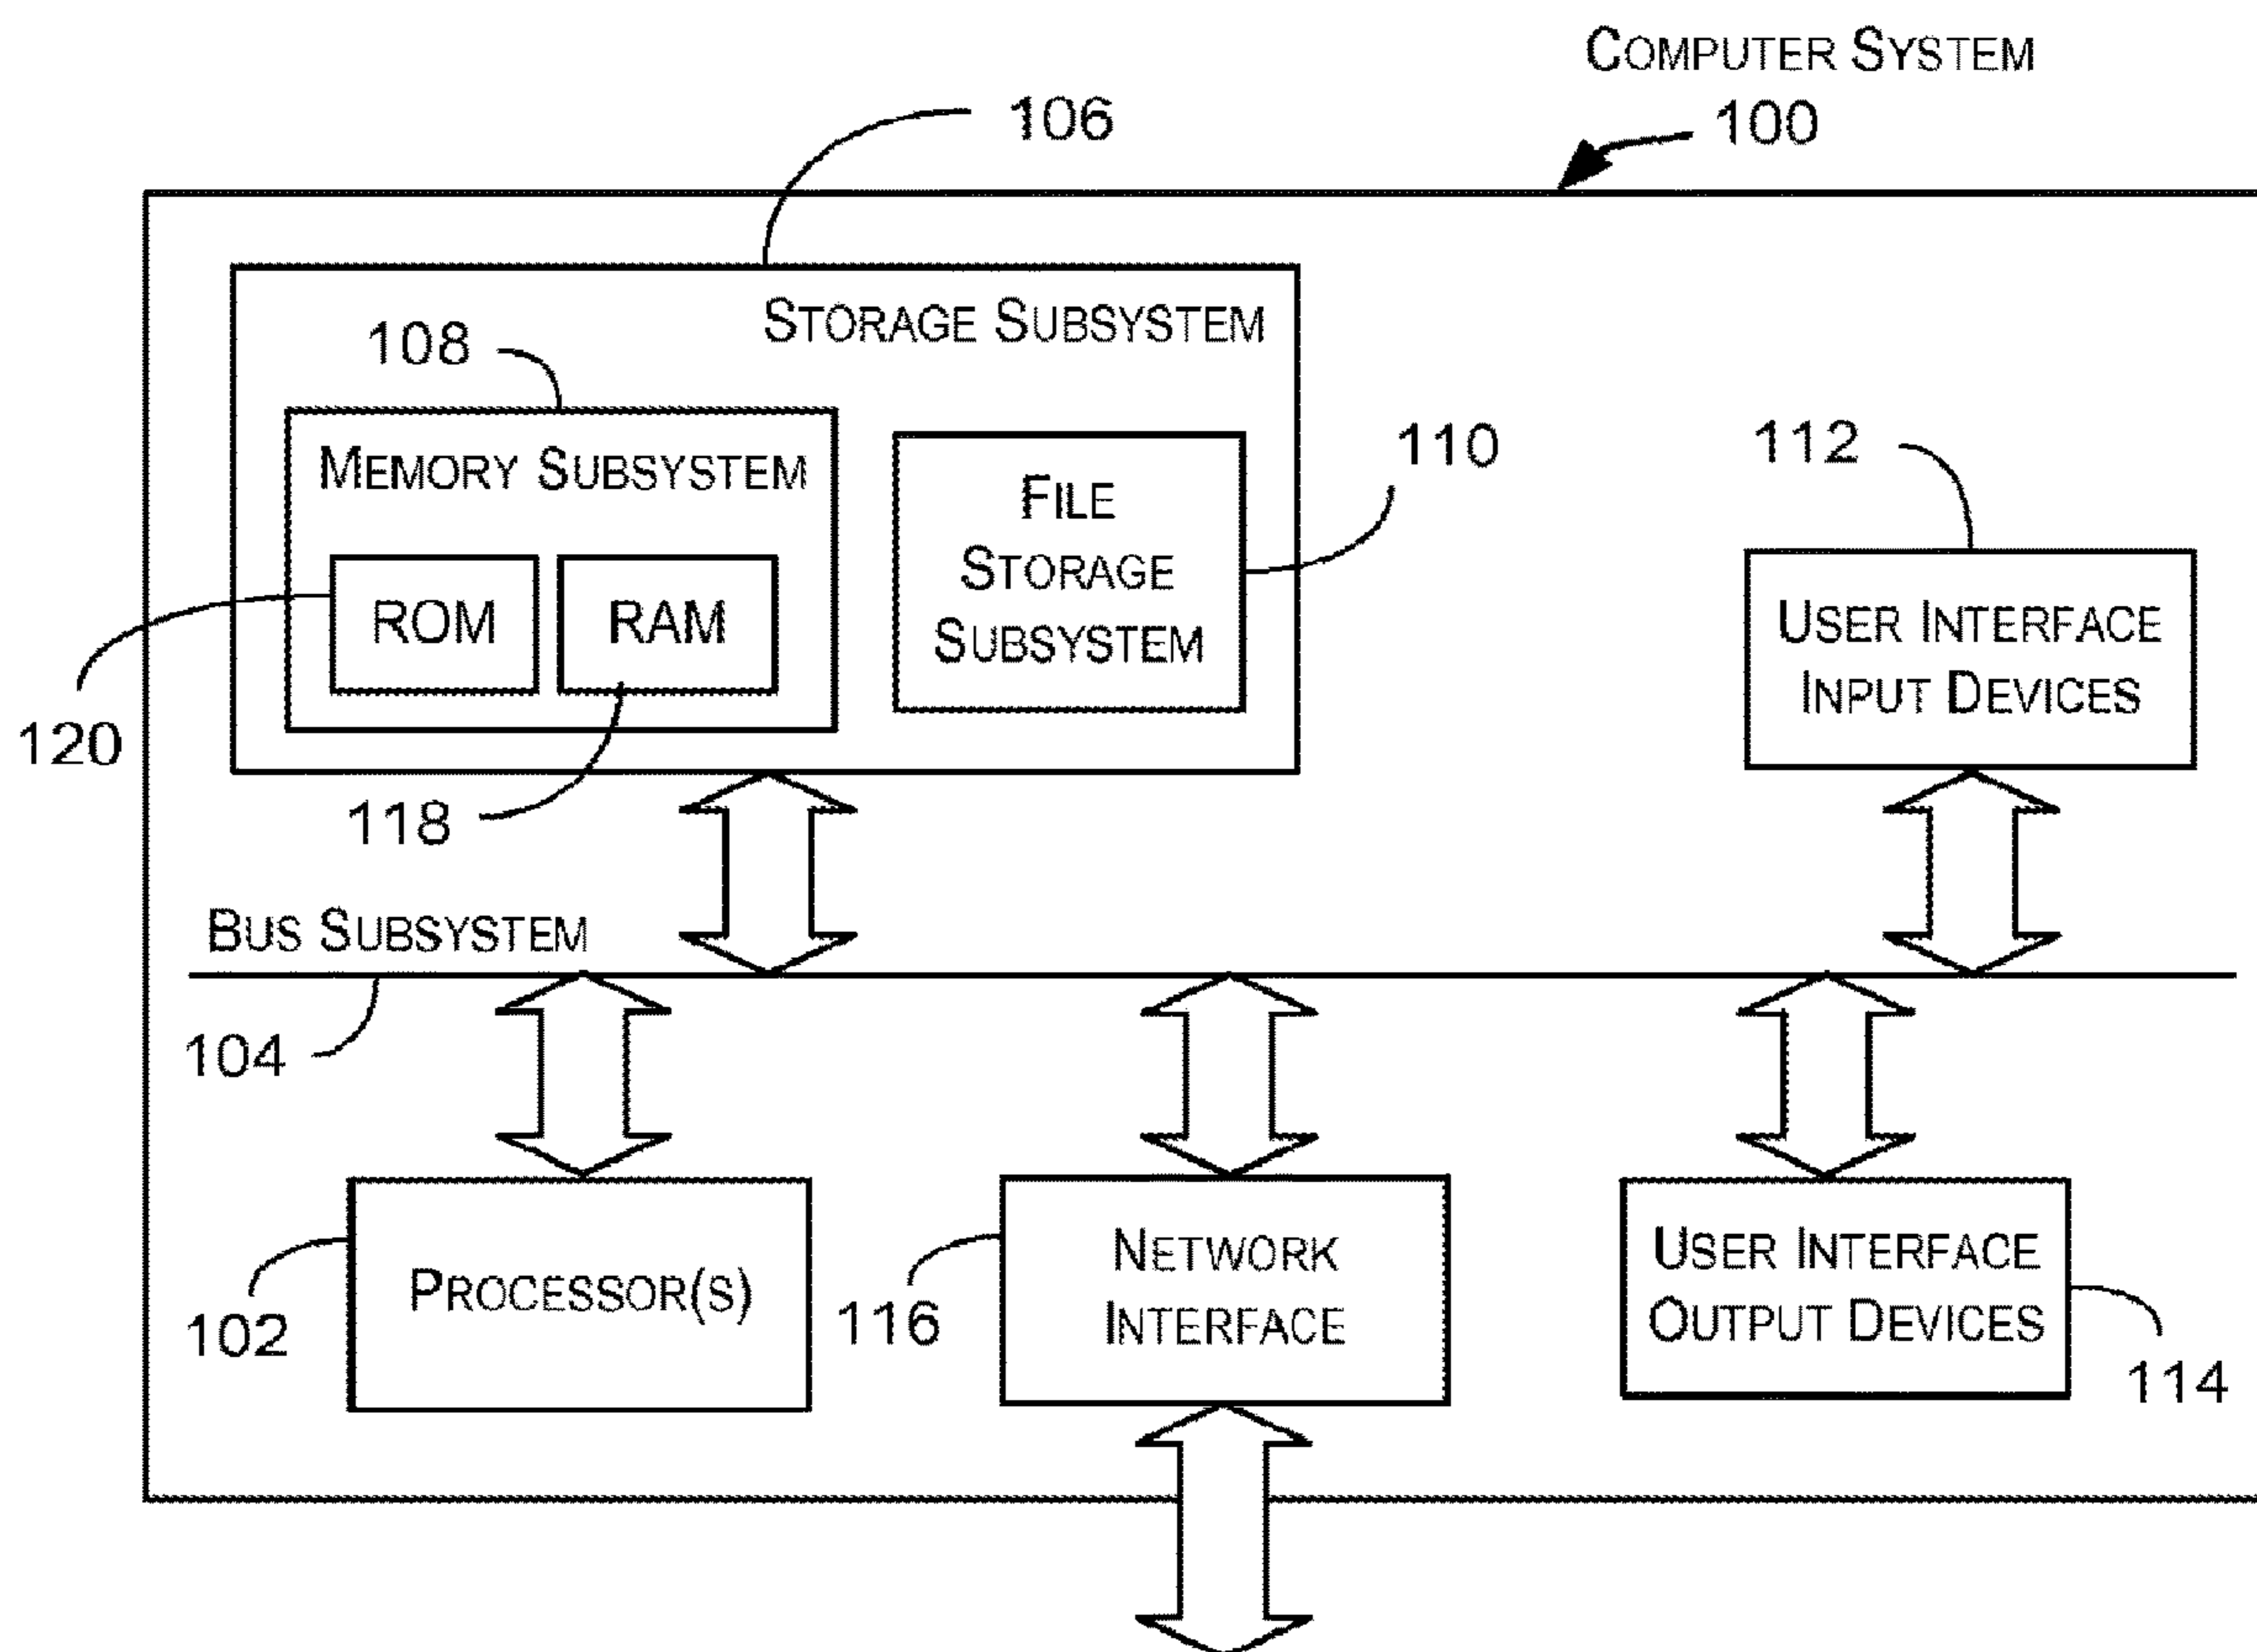 COMPUTER SYSTEM
100
106
STORAGE SUBSYSTEM
108
MEMORY SUBSYSTEM
ROM
RAM
FILE
STORAGE
SUBSYSTEM
110
112
USER INTERFACE
INPUT DEVICES
120
118
BUS SUBSYSTEM
104
PROCESSOR(S)
102
NETWORK
INTERFACE
116
USER INTERFACE
OUTPUT DEVICES
114